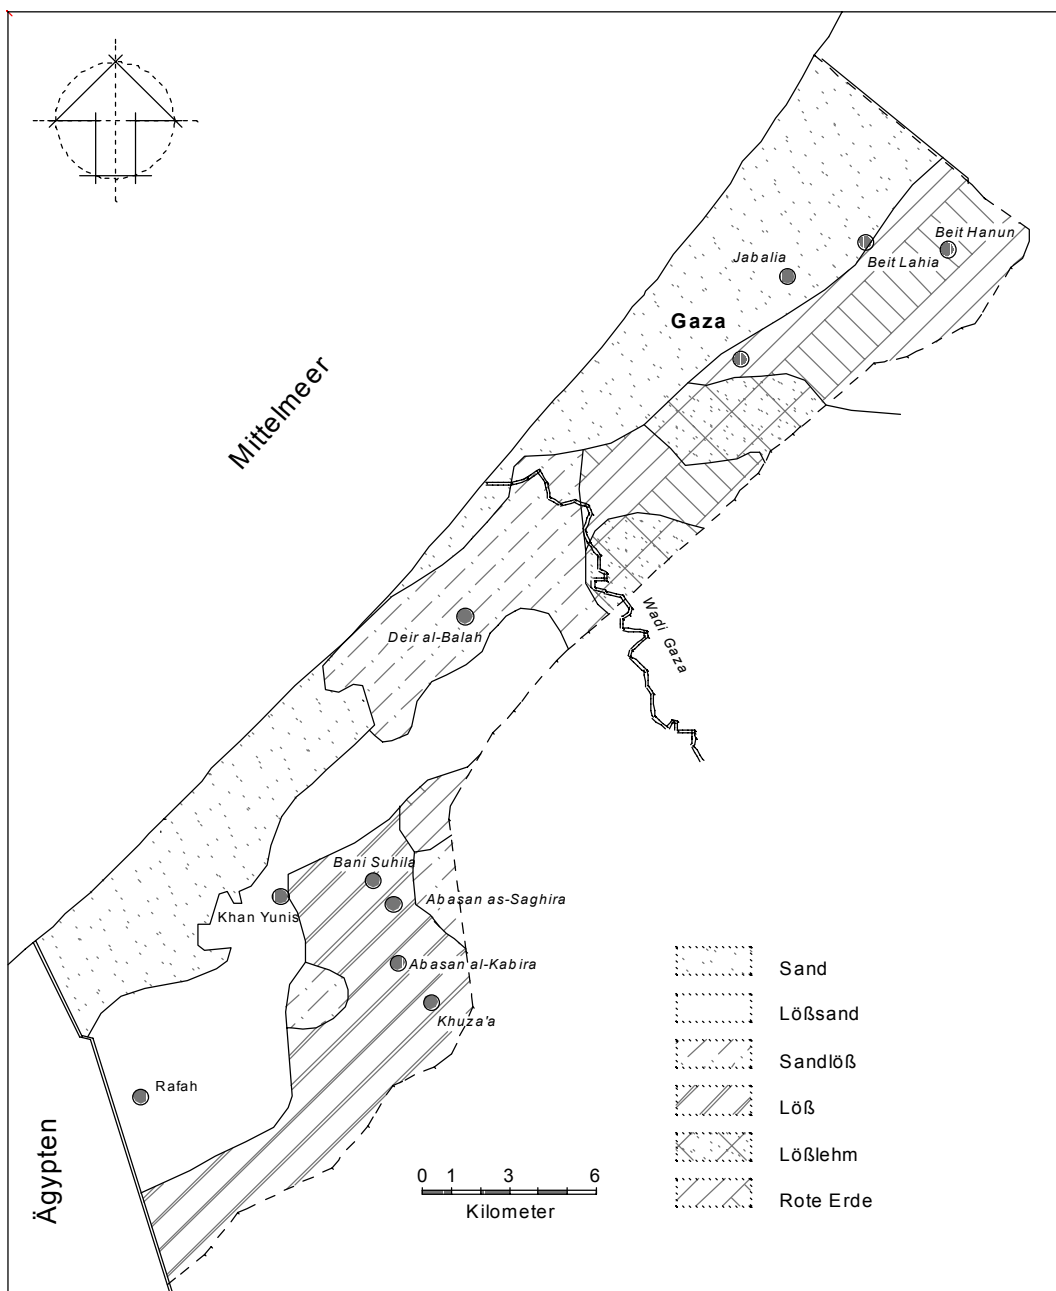 Beit Hanun
Jabalia
Beit Lahia
Gaza
Mittelmeer
Wadi Gaza
Deir al-Balah
Bani Suhila
Abasan as-Saghira
Khan Yunis
Abasan al-Kabira
Khuza'a
Rafah
Ägypten
0 1 3 6
Kilometer
Sand
Lößsand
Sandlöß
Löß
Lößlehm
Rote Erde